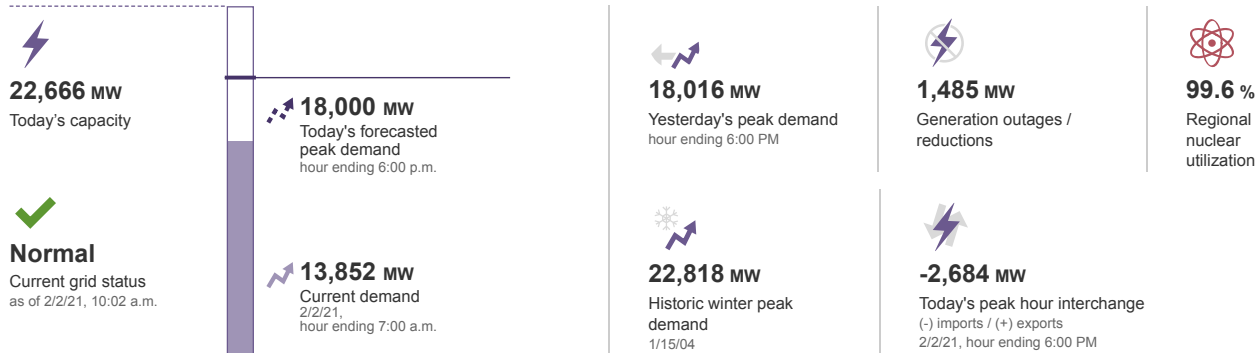 22,666 MW
Today's capacity
Normal
Current grid status
as of 2/2/21, 10:02 a.m.
18,000 MW
Today's forecasted
peak demand
hour ending 6:00 p.m.
13,852 MW
Current demand
2/2/21,
hour ending 7:00 a.m.
18,016 MW
Yesterday's peak demand
hour ending 6:00 PM
1,485 MW
Generation outages /
reductions
99.6 %
Regional
nuclear
utilization
22,818 MW
Historic winter peak
demand
1/15/04
-2,684 MW
Today's peak hour interchange
(-) imports / (+) exports
2/2/21, hour ending 6:00 PM